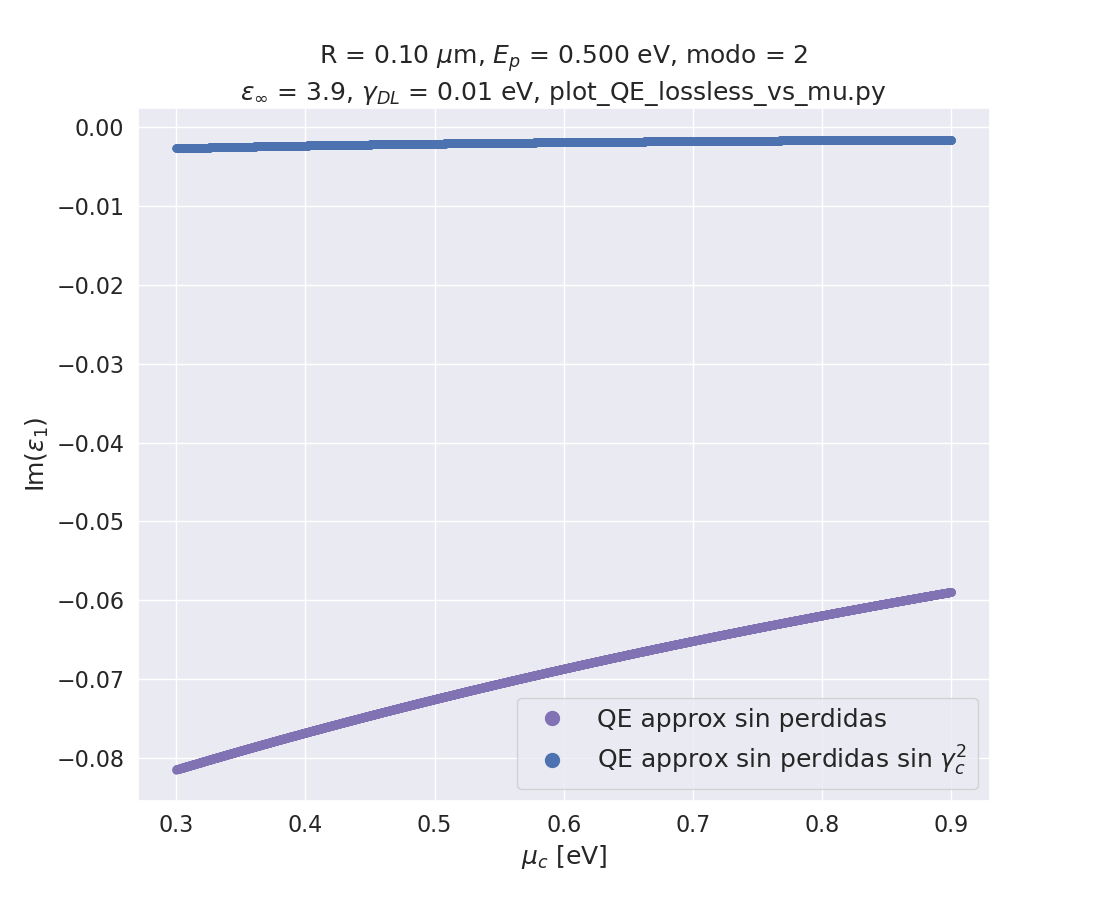 R = 0.10 μm, E_p = 0.500 eV, modo = 2
ε_∞ = 3.9, γ_DL = 0.01 eV, plot_QE_lossless_vs_mu.py
0.00
−0.01
−0.02
−0.03
−0.04
−0.05
−0.06
−0.07
−0.08
Im(ε₁)
QE approx sin perdidas
QE approx sin perdidas sin γ_c^2
0.3 0.4 0.5 0.6 0.7 0.8 0.9
μ_c [eV]